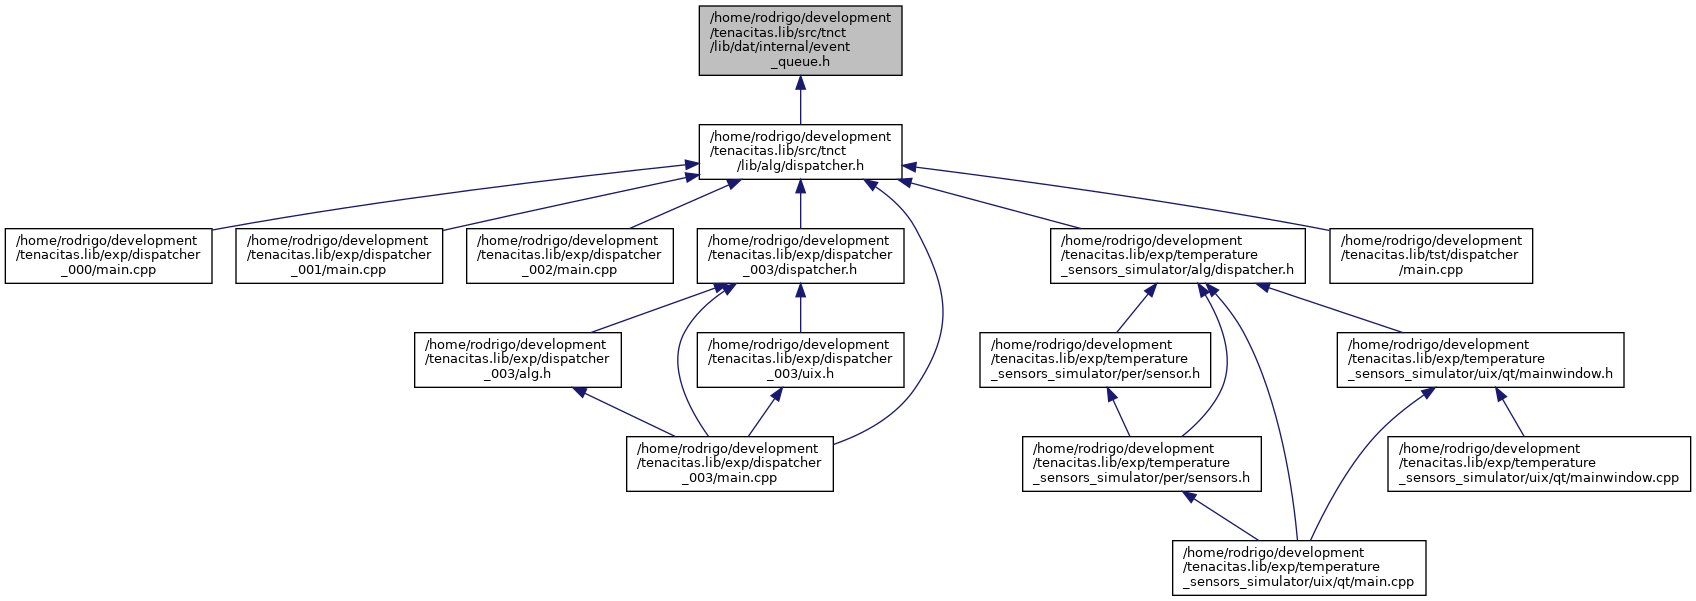 /home/rodrigo/development
/tenacitas.lib/src/tnct
/lib/dat/internal/event
_queue.h
/home/rodrigo/development
/tenacitas.lib/src/tnct
/lib/alg/dispatcher.h
/home/rodrigo/development
/tenacitas.lib/exp/dispatcher
_000/main.cpp
/home/rodrigo/development
/tenacitas.lib/exp/dispatcher
_001/main.cpp
/home/rodrigo/development
/tenacitas.lib/exp/dispatcher
_002/main.cpp
/home/rodrigo/development
/tenacitas.lib/exp/dispatcher
_003/dispatcher.h
/home/rodrigo/development
/tenacitas.lib/exp/temperature
_sensors_simulator/alg/dispatcher.h
/home/rodrigo/development
/tenacitas.lib/tst/dispatcher
/main.cpp
/home/rodrigo/development
/tenacitas.lib/exp/dispatcher
_003/alg.h
/home/rodrigo/development
/tenacitas.lib/exp/dispatcher
_003/uix.h
/home/rodrigo/development
/tenacitas.lib/exp/temperature
_sensors_simulator/per/sensor.h
/home/rodrigo/development
/tenacitas.lib/exp/temperature
_sensors_simulator/uix/qt/mainwindow.h
/home/rodrigo/development
/tenacitas.lib/exp/dispatcher
_003/main.cpp
/home/rodrigo/development
/tenacitas.lib/exp/temperature
_sensors_simulator/per/sensors.h
/home/rodrigo/development
/tenacitas.lib/exp/temperature
_sensors_simulator/uix/qt/mainwindow.cpp
/home/rodrigo/development
/tenacitas.lib/exp/temperature
_sensors_simulator/uix/qt/main.cpp